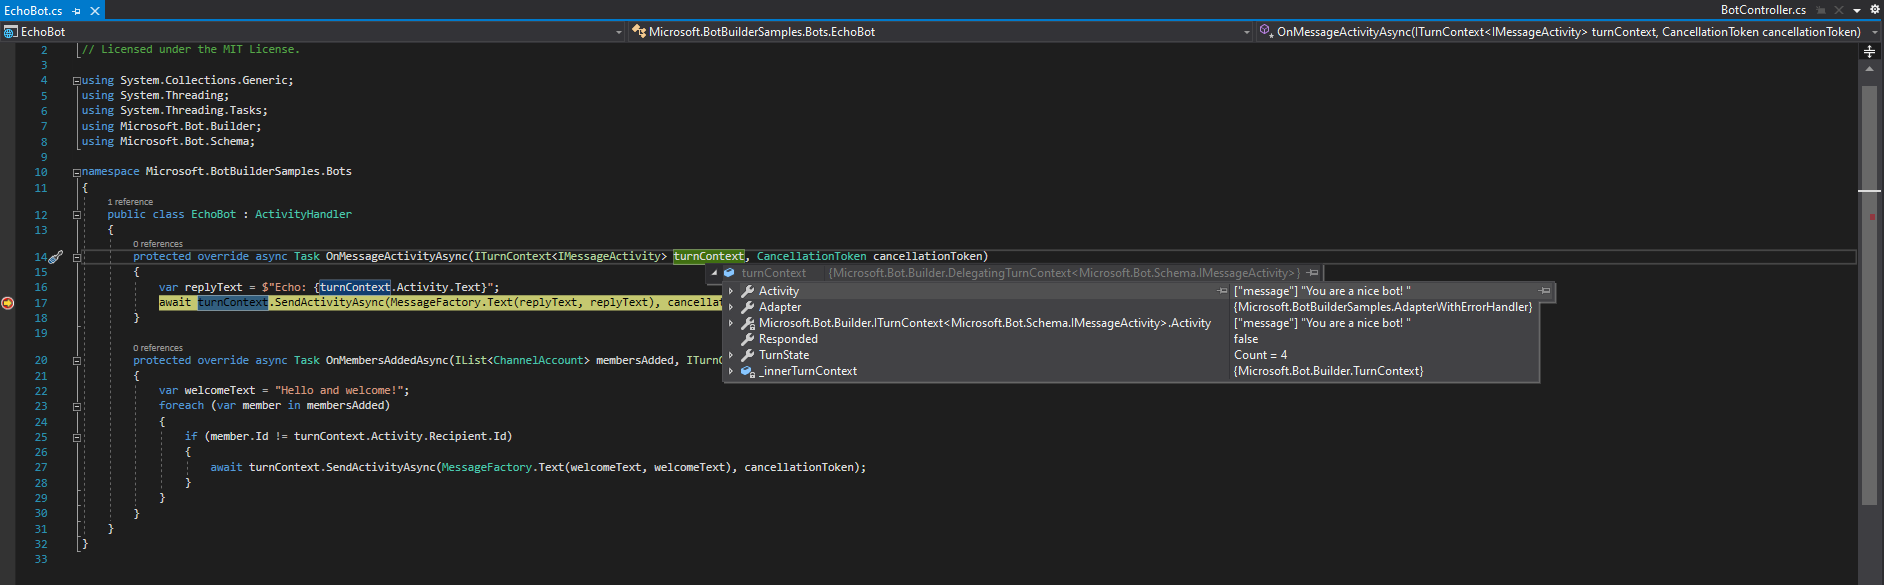 EchoBot.cs
BotController.cs
EchoBot
Microsoft.BotBuilderSamples.Bots.EchoBot
OnMessageActivityAsync(ITurnContext<IMessageActivity> turnContext, CancellationToken cancellationToken)
2 // Licensed under the MIT License.
3
4 using System.Collections.Generic;
5 using System.Threading;
6 using System.Threading.Tasks;
7 using Microsoft.Bot.Builder;
8 using Microsoft.Bot.Schema;
9
10 namespace Microsoft.BotBuilderSamples.Bots
11 {
1 reference
12 public class EchoBot : ActivityHandler
13 {
0 references
14 protected override async Task OnMessageActivityAsync(ITurnContext<IMessageActivity> turnContext, CancellationToken cancellationToken)
15 {
turnContext {Microsoft.Bot.Builder.DelegatingTurnContext<Microsoft.Bot.Schema.IMessageActivity>}
16 var replyText = $"Echo: {turnContext.Activity.Text}";
17 await turnContext.SendActivityAsync(MessageFactory.Text(replyText, replyText), cancellat
18 }
19
Activity ["message"] "You are a nice bot! "
Adapter {Microsoft.BotBuilderSamples.AdapterWithErrorHandler}
Microsoft.Bot.Builder.ITurnContext<Microsoft.Bot.Schema.IMessageActivity>.Activity ["message"] "You are a nice bot! "
Responded false
TurnState Count = 4
_innerTurnContext {Microsoft.Bot.Builder.TurnContext}
0 references
20 protected override async Task OnMembersAddedAsync(IList<ChannelAccount> membersAdded, ITurnC
21 {
22 var welcomeText = "Hello and welcome!";
23 foreach (var member in membersAdded)
24 {
25 if (member.Id != turnContext.Activity.Recipient.Id)
26 {
27 await turnContext.SendActivityAsync(MessageFactory.Text(welcomeText, welcomeText), cancellationToken);
28 }
29 }
30 }
31 }
32 }
33